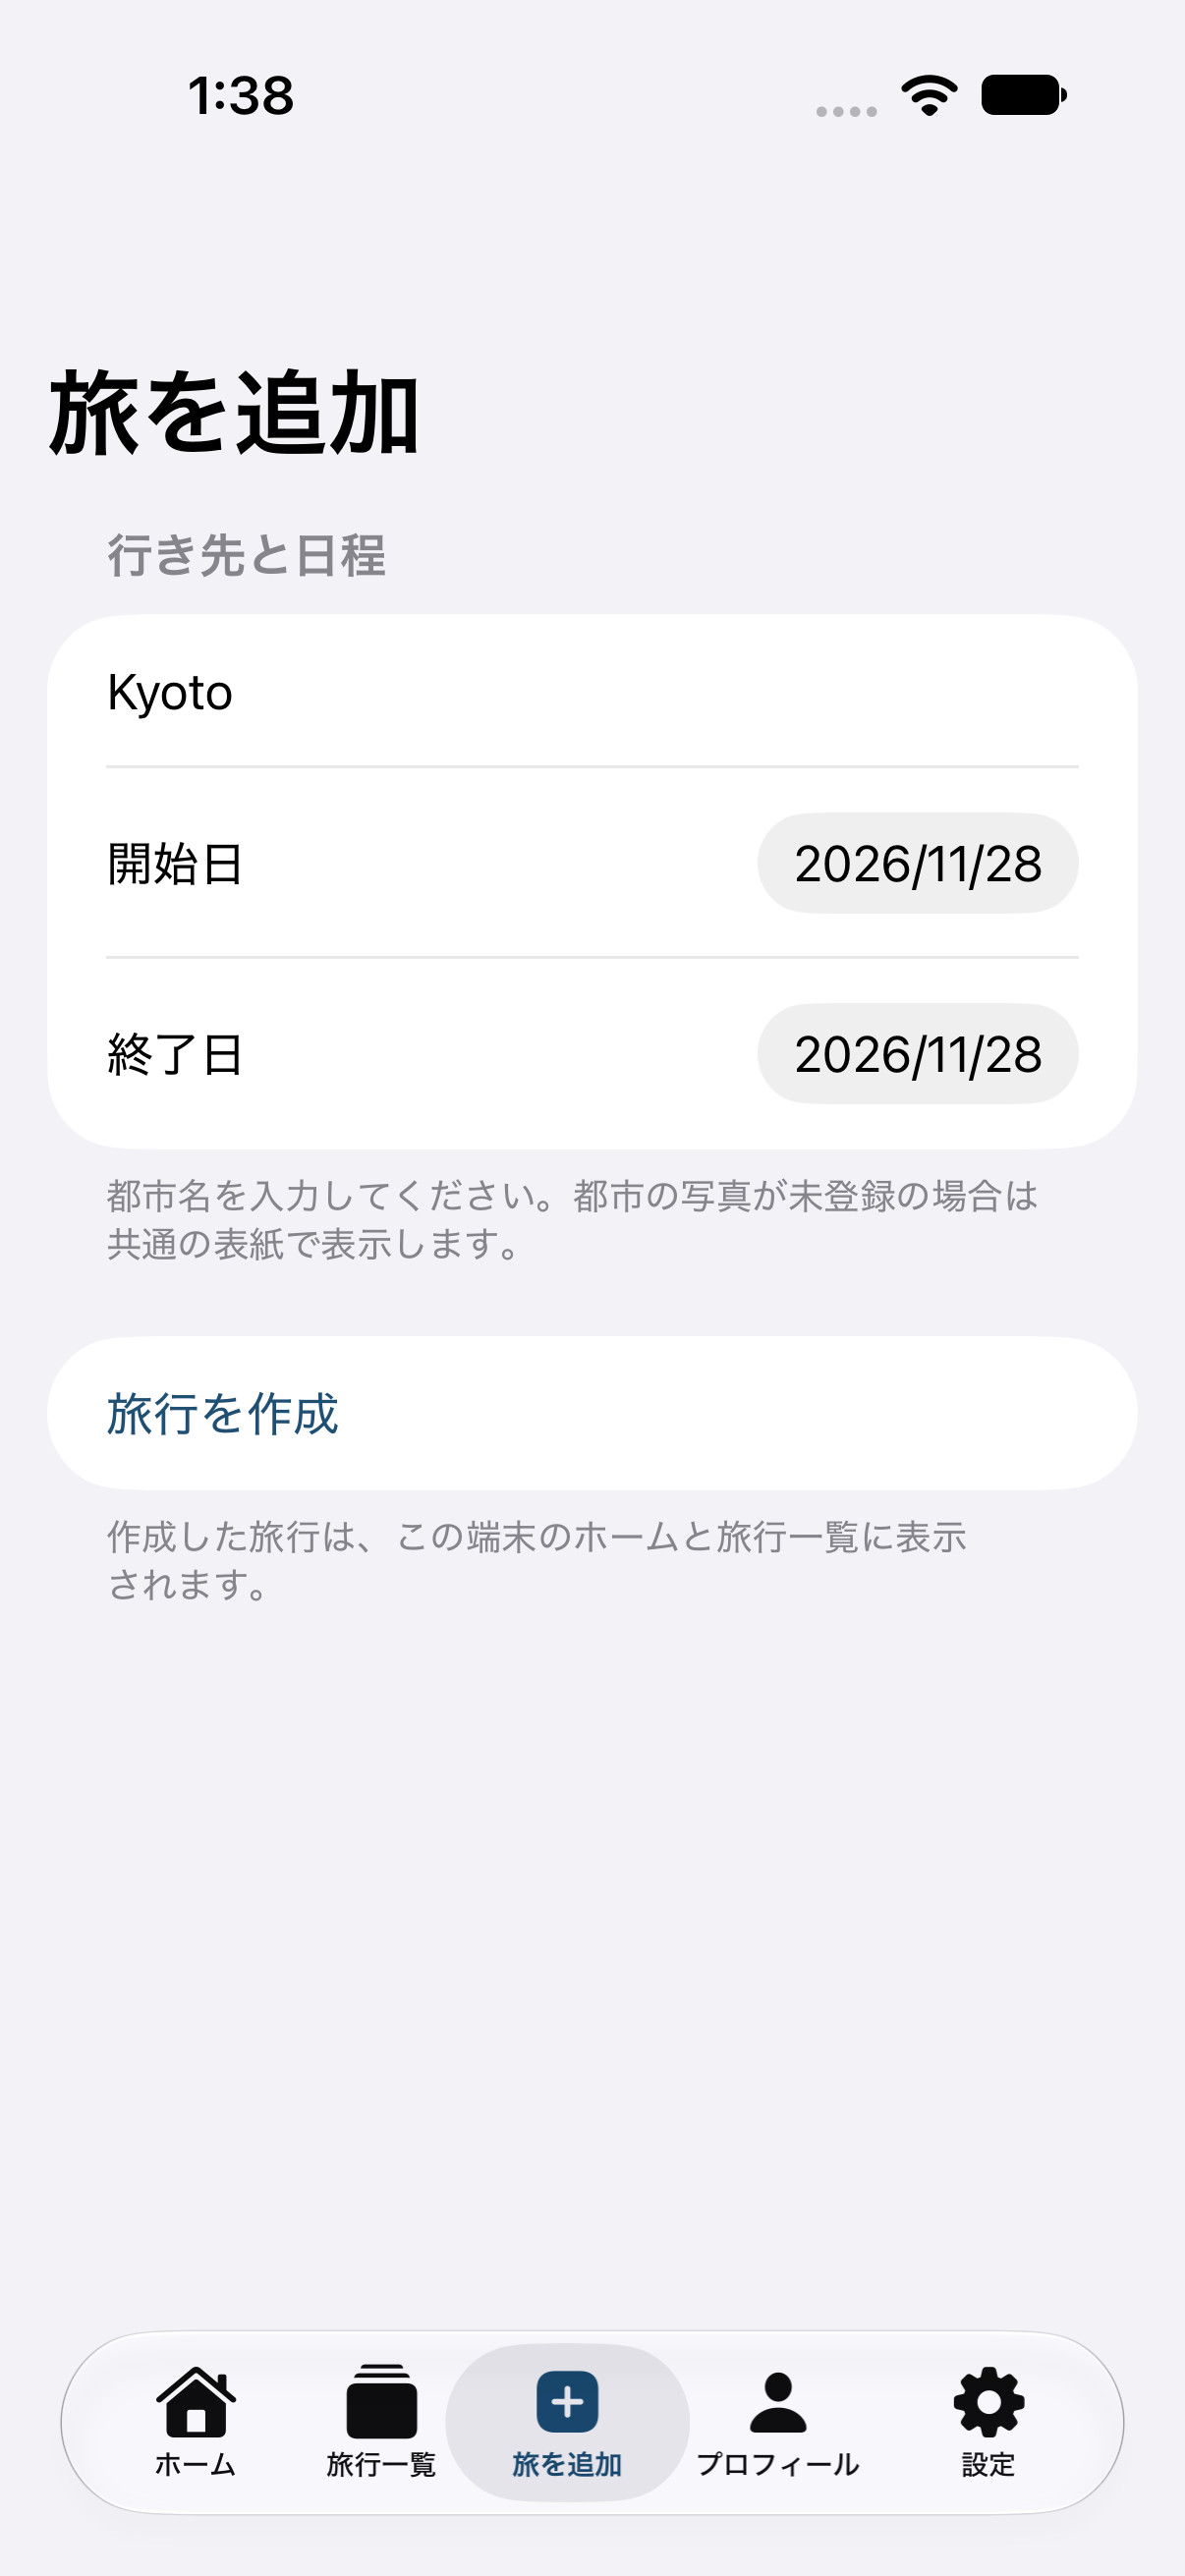 1:38
旅を追加
行き先と日程
Kyoto
開始日 2026/11/28
終了日 2026/11/28
都市名を入力してください。都市の写真が未登録の場合は
共通の表紙で表示します。
旅行を作成
作成した旅行は、この端末のホームと旅行一覧に表示
されます。
ホーム 旅行一覧 旅を追加 プロフィール 設定